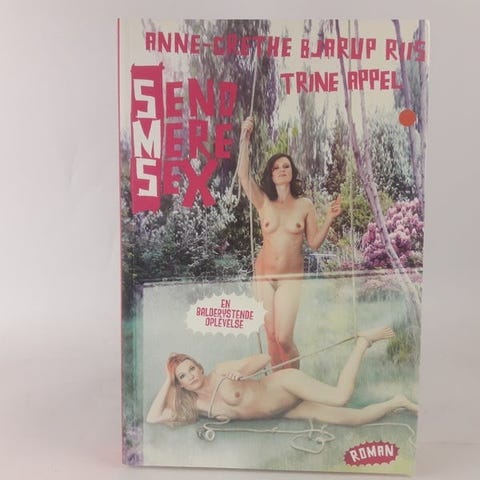 ANNE-GRETHE BJARUP RIIS
TRINE APPEL
SEND
MERE
SEX
EN
BALDERYSTENDE
OPLEVELSE
ROMAN